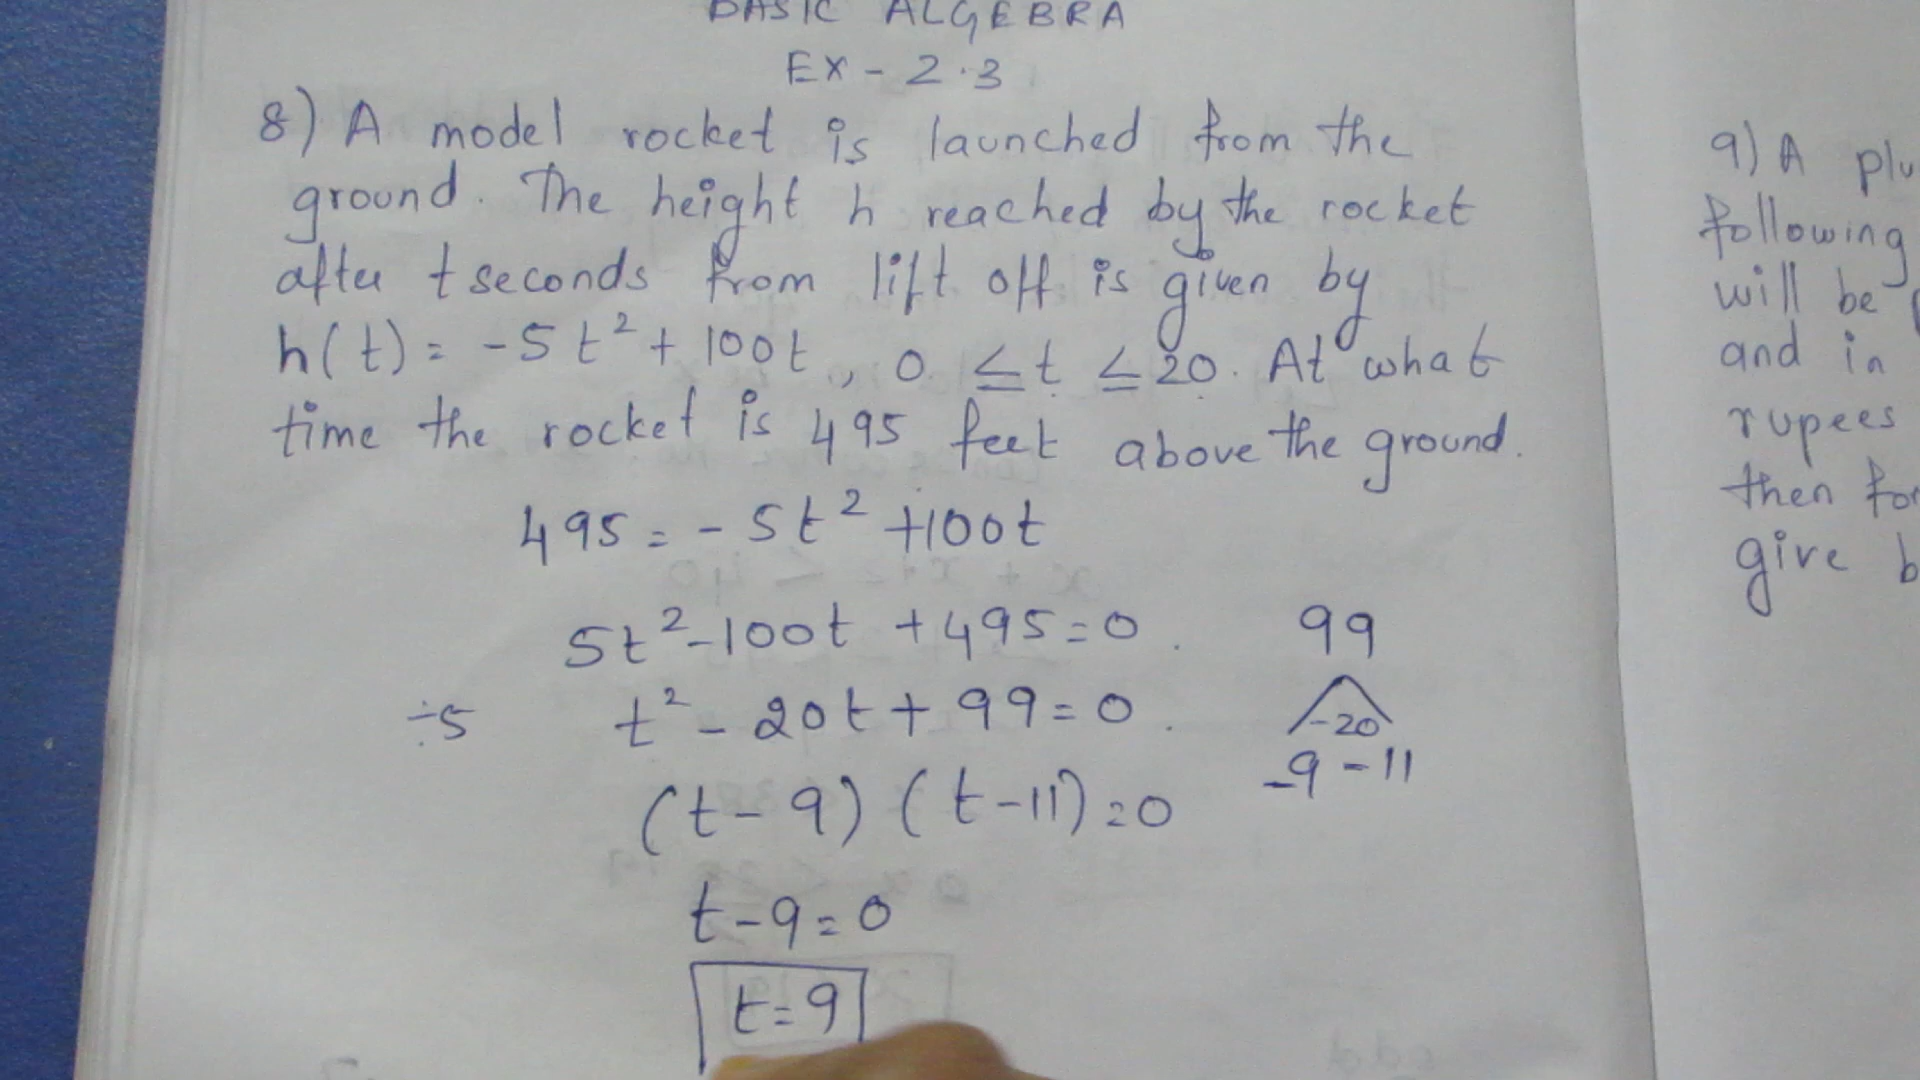 BASIC ALGEBRA
EX - 2.3
8) A model rocket is launched from the
ground. The height h reached by the rocket
after t seconds from lift off is given by
h(t) = -5t² + 100t, 0 ≤ t ≤ 20. At what
time the rocket is 495 feet above the ground.
495 = -5t² + 100t
5t² - 100t + 495 = 0.
÷5 t² - 20t + 99 = 0.
(t - 9) (t - 11) = 0
t - 9 = 0
t = 9
99
-20
-9 -11
9) A
following
will be
and in
rupees
then
give